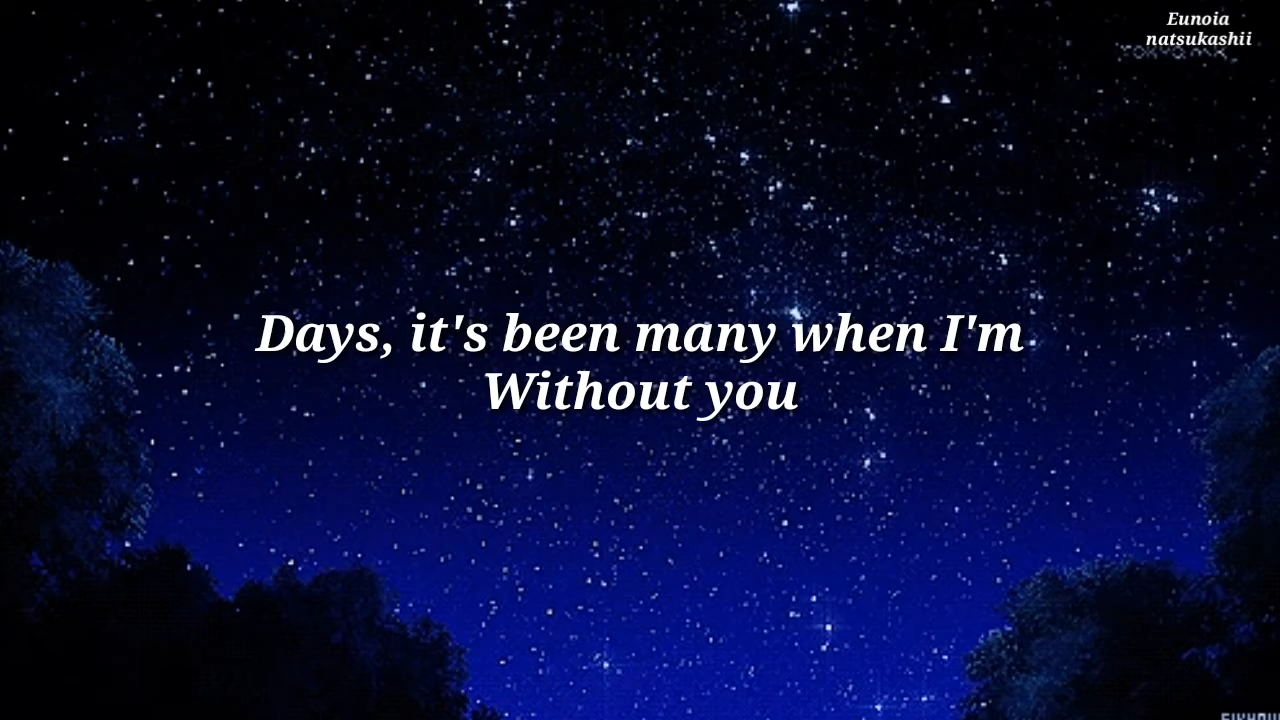 Eunoia
natsukashii
Days, it's been many when I'm
Without you